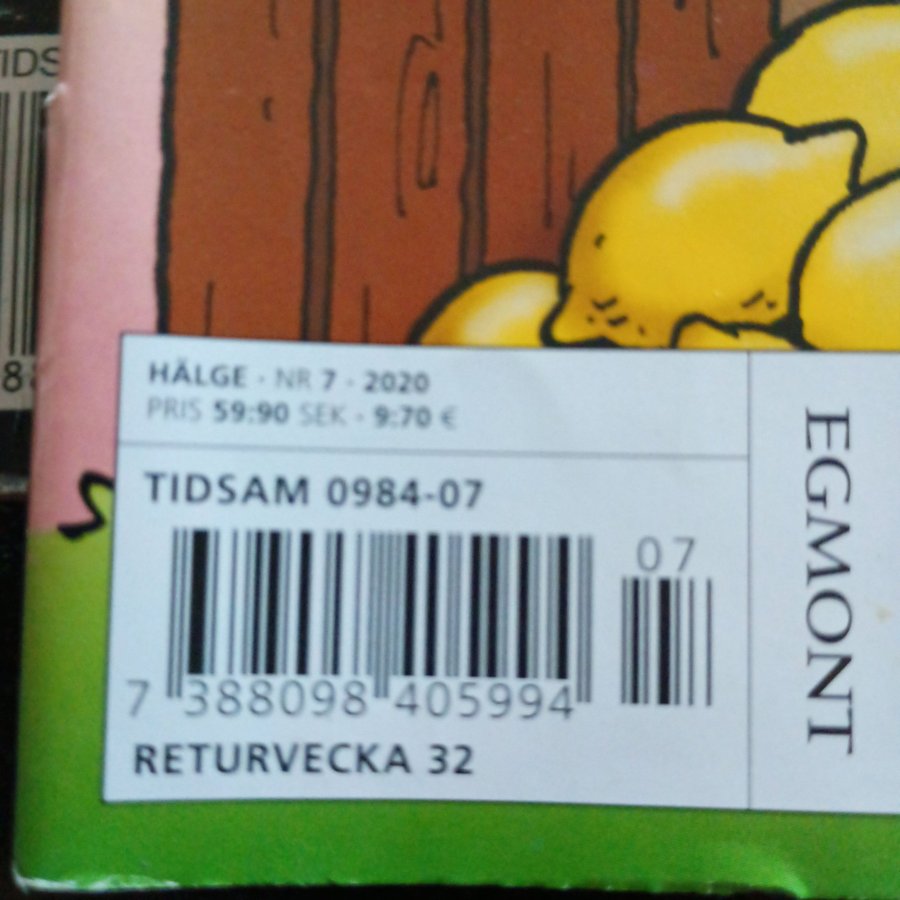 TIDS
HÄLGE · NR 7 · 2020
PRIS 59:90 SEK · 9:70 €
TIDSAM 0984-07
07
7 388098 405994
RETURVECKA 32
EGMONT